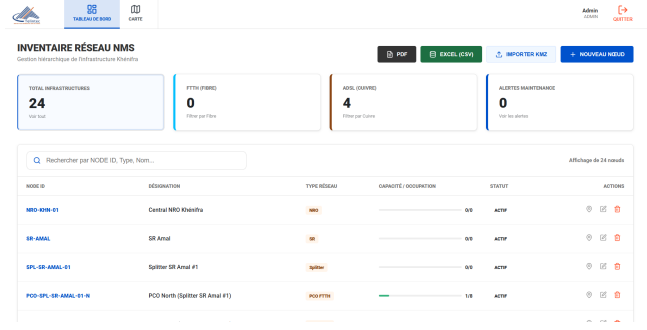 TABLEAU DE BORD
CARTE
Admin
ADMIN
QUITTER
INVENTAIRE RÉSEAU NMS
Gestion hiérarchique de l'infrastructure Khénifra
PDF
EXCEL (CSV)
IMPORTER KMZ
+ NOUVEAU NŒUD
TOTAL INFRASTRUCTURES
24
Voir tout
FTTH (FIBRE)
0
Filtrer par Fibre
ADSL (CUIVRE)
4
Filtrer par Cuivre
ALERTES MAINTENANCE
0
Voir les alertes
Rechercher par NODE ID, Type, Nom...
Affichage de 24 nœuds
NODE ID DÉSIGNATION TYPE RÉSEAU CAPACITÉ / OCCUPATION STATUT ACTIONS
NRO-KHN-01 Central NRO Khénifra NRO 0/0 ACTIF
SR-AMAL SR Amal SR 0/0 ACTIF
SPL-SR-AMAL-01 Splitter SR Amal #1 Splitter 0/0 ACTIF
PCO-SPL-SR-AMAL-01-N PCO North (Splitter SR Amal #1) PCO FTTH 1/8 ACTIF